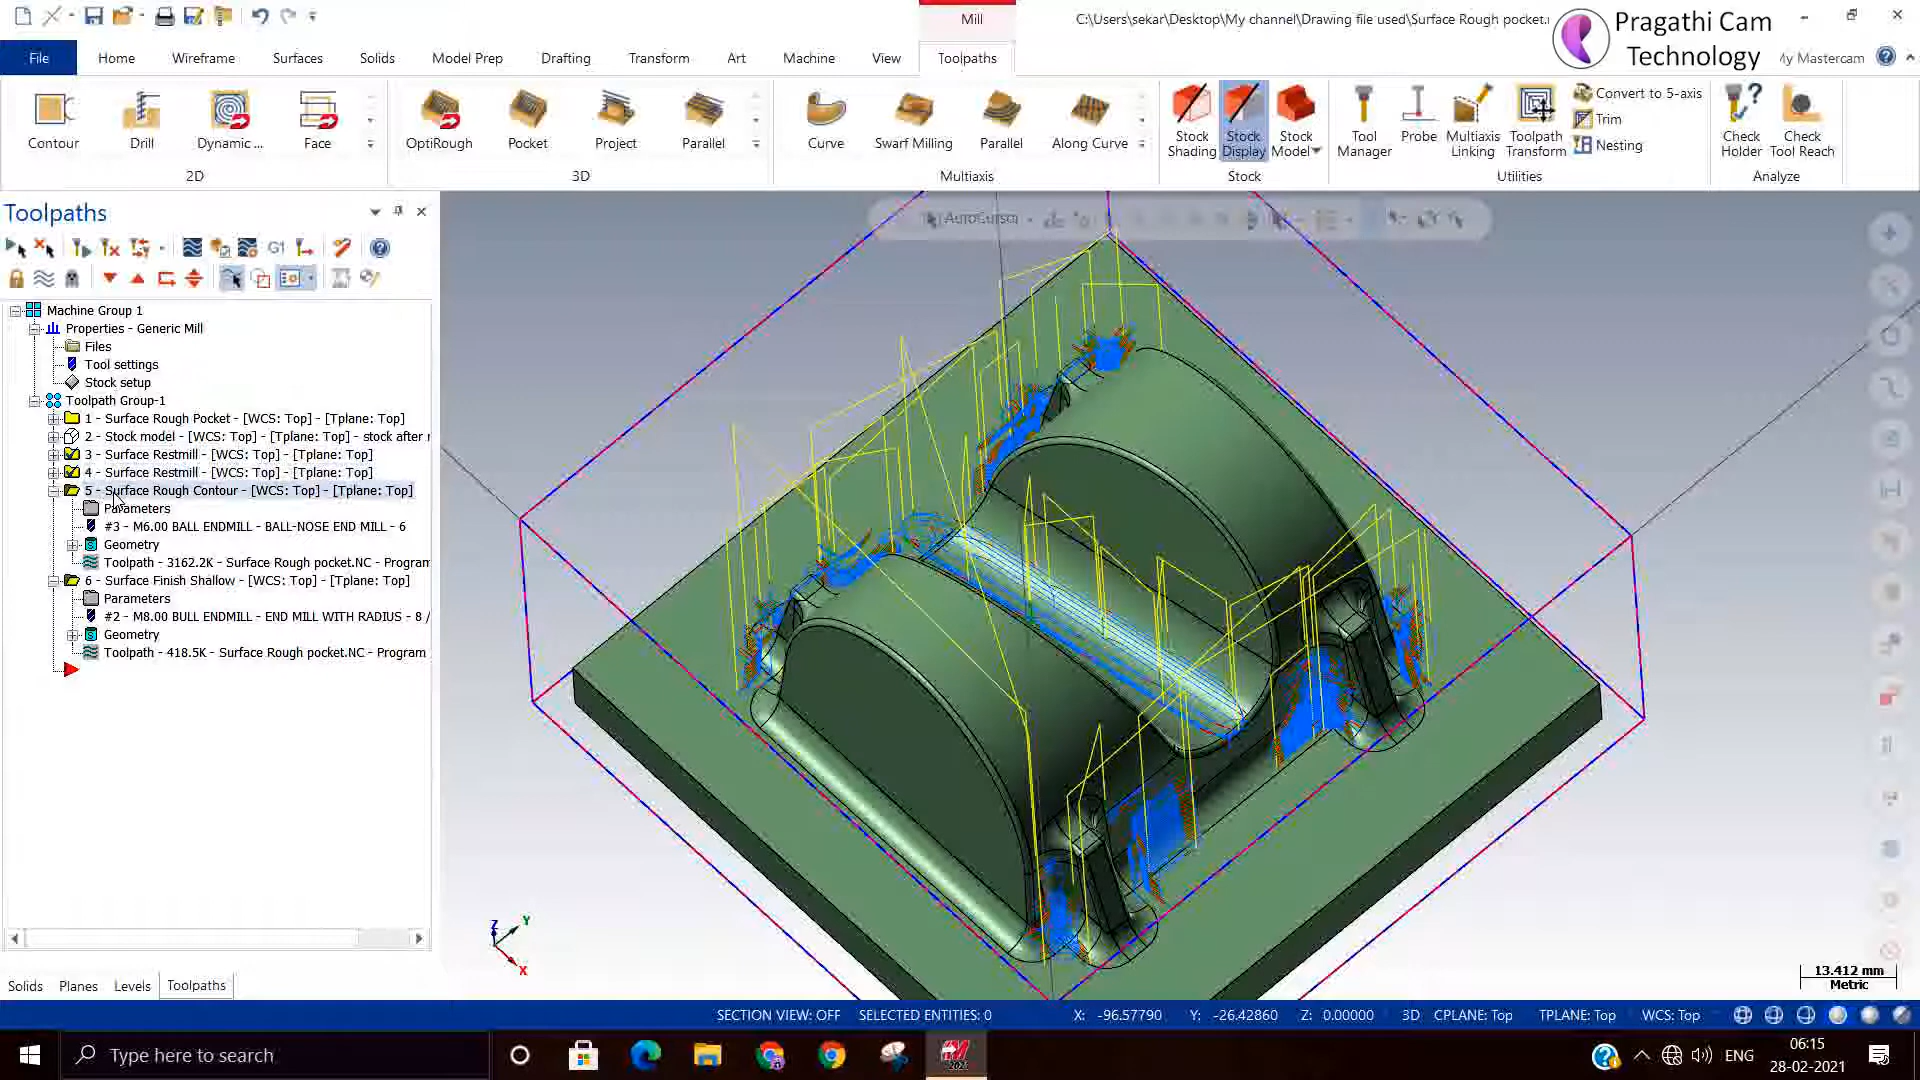 Mill
C:\Users\sekar\Desktop\My channel\Drawing file used\Surface Rough pocket.
Pragathi Cam
Technology
File
Home
Wireframe
Surfaces
Solids
Model Prep
Drafting
Transform
Art
Machine
View
Toolpaths
My Mastercam
Contour
Drill
Dynamic ...
Face
2D
OptiRough
Pocket
Project
Parallel
3D
Curve
Swarf Milling
Parallel
Along Curve
Multiaxis
Stock
Shading
Stock
Display
Stock
Model
Stock
Tool
Manager
Probe
Multiaxis
Linking
Toolpath
Transform
Convert to 5-axis
Trim
Nesting
Utilities
Check
Holder
Check
Tool Reach
Analyze
Toolpaths
AutoCursor
G1
Machine Group 1
Properties - Generic Mill
Files
Tool settings
Stock setup
Toolpath Group-1
1 - Surface Rough Pocket - [WCS: Top] - [Tplane: Top]
2 - Stock model - [WCS: Top] - [Tplane: Top] - stock after r
3 - Surface Restmill - [WCS: Top] - [Tplane: Top]
4 - Surface Restmill - [WCS: Top] - [Tplane: Top]
5 - Surface Rough Contour - [WCS: Top] - [Tplane: Top]
Parameters
#3 - M6.00 BALL ENDMILL - BALL-NOSE END MILL - 6
Geometry
Toolpath - 3162.2K - Surface Rough pocket.NC - Program
6 - Surface Finish Shallow - [WCS: Top] - [Tplane: Top]
Parameters
#2 - M8.00 BULL ENDMILL - END MILL WITH RADIUS - 8 /
Geometry
Toolpath - 418.5K - Surface Rough pocket.NC - Program
Z
Y
X
13.412 mm
Metric
Solids
Planes
Levels
Toolpaths
SECTION VIEW: OFF
SELECTED ENTITIES: 0
X: -96.57790
Y: -26.42860
Z: 0.00000
3D
CPLANE: Top
TPLANE: Top
WCS: Top
Type here to search
ENG
06:15
28-02-2021